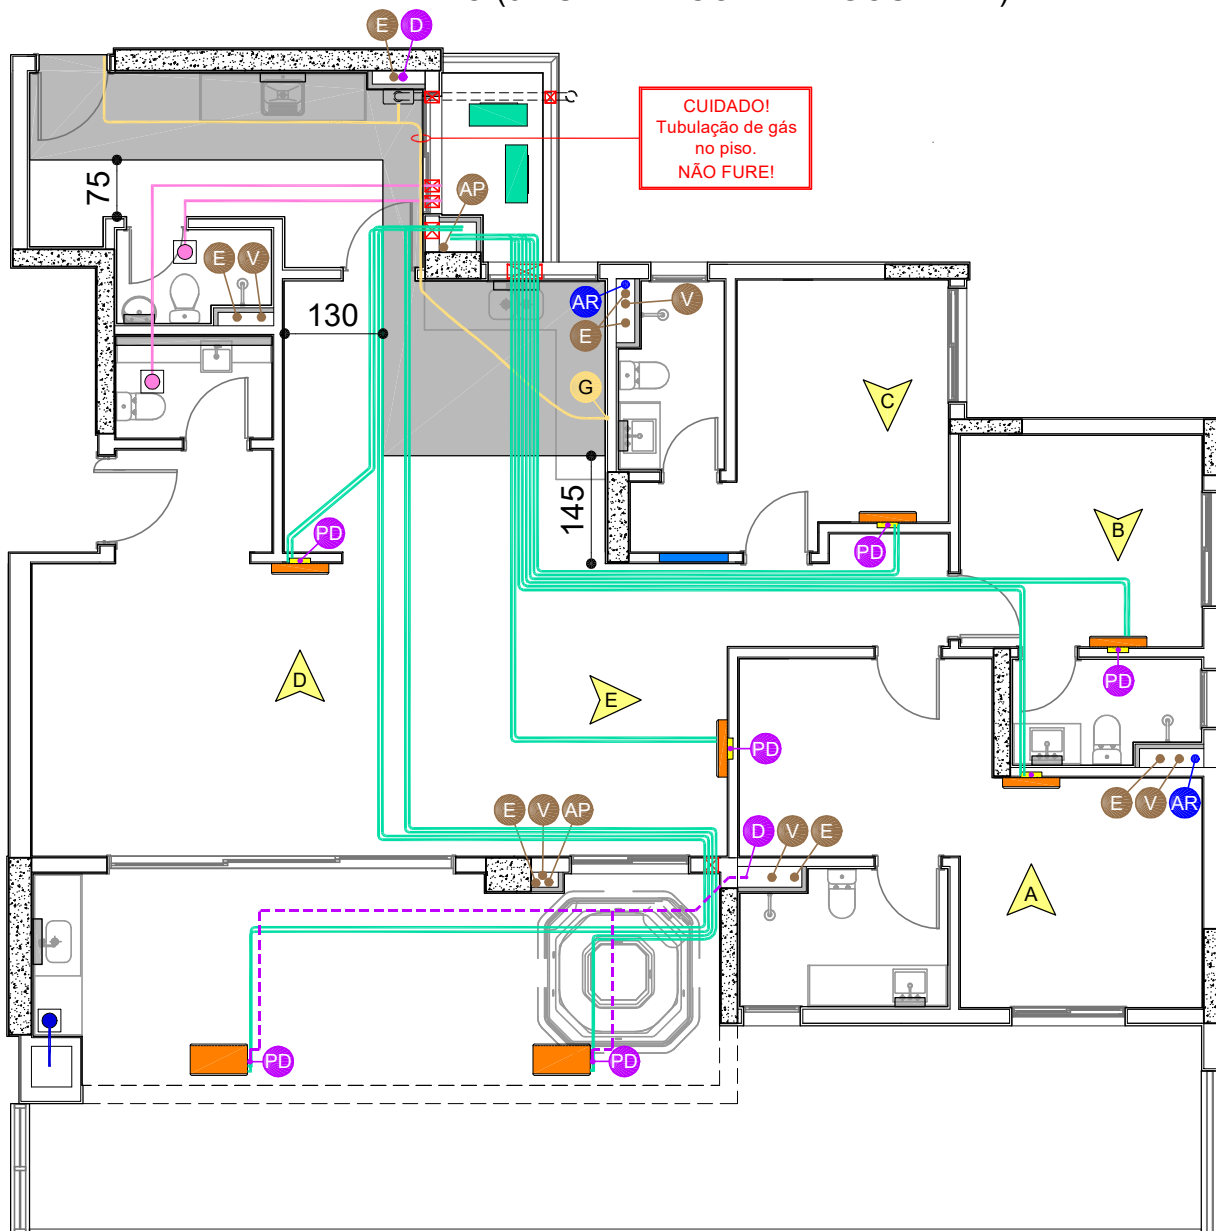 E D
CUIDADO!
Tubulação de gás
no piso.
NÃO FURE!
75
AP
E V
130
AR
V
E
G
C
145
PD
PD
B
D
E
PD
PD
E V AP
D V E
E V AR
A
PD
PD